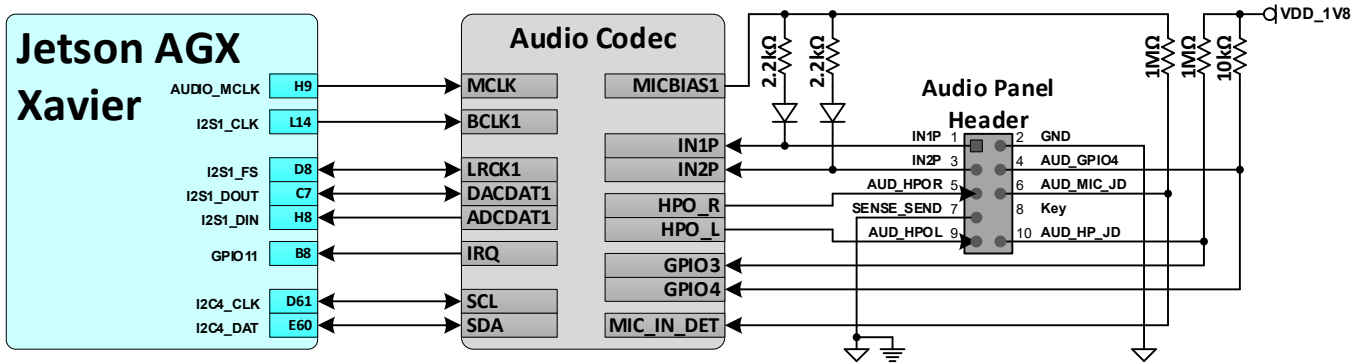 VDD_1V8
Jetson AGX
Xavier
Audio Codec
2.2kΩ
2.2kΩ
1MΩ
1MΩ
10kΩ
AUDIO_MCLK H9 MCLK MICBIAS1
Audio Panel
Header
I2S1_CLK L14 BCLK1
IN1P IN1P 1 2 GND
I2S1_FS D8 LRCK1 IN2P IN2P 3 4 AUD_GPIO4
I2S1_DOUT C7 DACDAT1 AUD_HPOR 5 6 AUD_MIC_JD
I2S1_DIN H8 ADCDAT1 HPO_R SENSE_SEND 7 8 Key
HPO_L AUD_HPOL 9 10 AUD_HP_JD
GPIO11 B8 IRQ GPIO3
GPIO4
I2C4_CLK D61 SCL
I2C4_DAT E60 SDA MIC_IN_DET